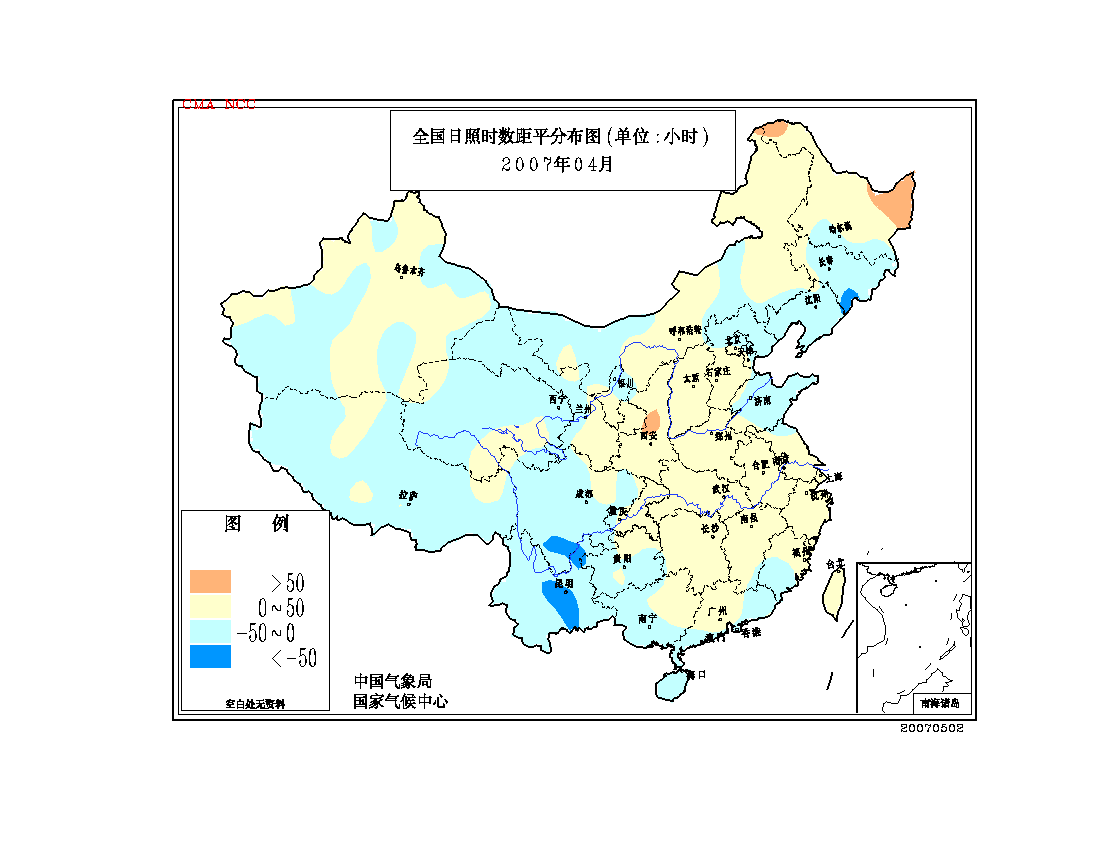 CMA NCC
全国日照时数距平分布图(单位:小时)
2007年04月
哈尔滨
长春
乌鲁木齐
沈阳
呼和浩特
北京
天津
银川
太原
石家庄
西宁
济南
兰州
西安
郑州
合肥
南京
上海
拉萨
成都
武汉
杭州
重庆
南昌
长沙
福州
贵阳
台北
昆明
广州
南宁
澳门
香港
海口
图 例
>50
0~50
-50~0
<-50
空白处无资料
中国气象局
国家气候中心
南海诸岛
20070502